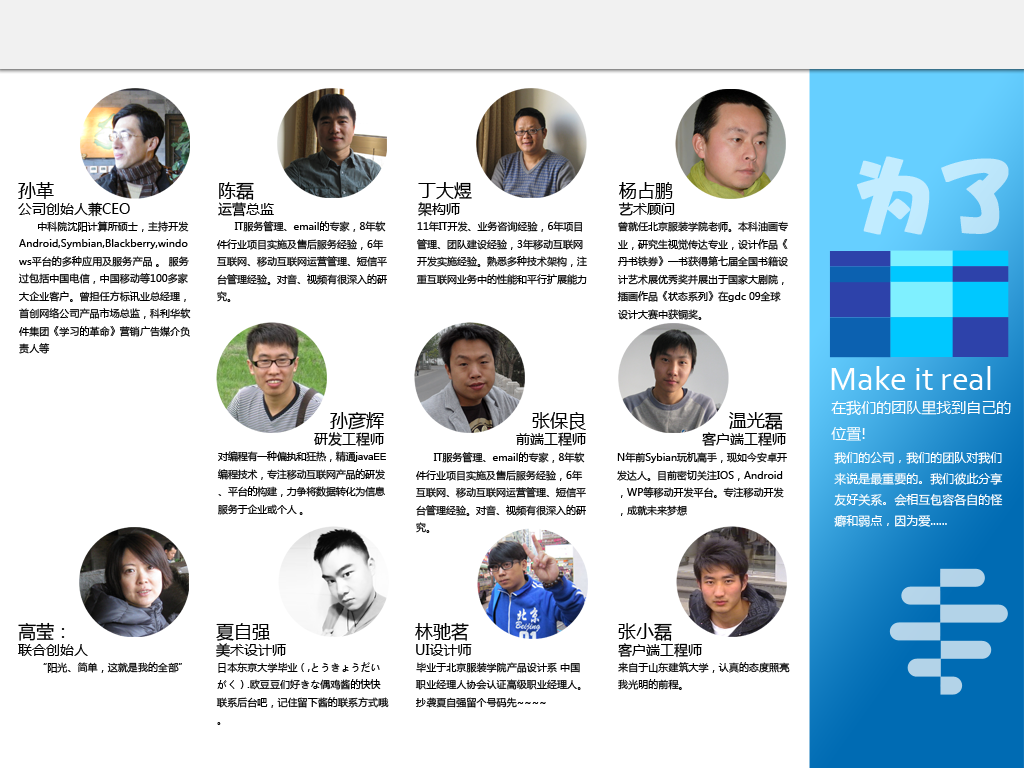 孙革
公司创始人兼CEO
中科院沈阳计算所硕士，主持开发
Android,Symbian,Blackberry,windo
ws平台的多种应用及服务产品 。 服务
过包括中国电信，中国移动等100多家
大企业客户。曾担任方标讯业总经理，
首创网络公司产品市场总监，科利华软
件集团《学习的革命》营销广告媒介负
责人等
陈磊
运营总监
IT服务管理、email的专家，8年软
件行业项目实施及售后服务经验，6年
互联网、移动互联网运营管理、短信平
台管理经验。对音、视频有很深入的研
究。
丁大煜
架构师
11年IT开发、业务咨询经验，6年项目
管理、团队建设经验，3年移动互联网
开发实施经验。熟悉多种技术架构，注
重互联网业务中的性能和平行扩展能力
杨占鹏
艺术顾问
曾就任北京服装学院老师。本科油画专
业，研究生视觉传达专业，设计作品《
丹书铁券》一书获得第七届全国书籍设
计艺术展优秀奖并展出于国家大剧院，
插画作品《状态系列》在gdc 09全球
设计大赛中获铜奖。
孙彦辉
研发工程师
对编程有一种偏执和狂热，精通javaEE
编程技术，专注移动互联网产品的研发
、平台的构建，力争将数据转化为信息
服务于企业或个人 。
张保良
前端工程师
IT服务管理、email的专家，8年软
件行业项目实施及售后服务经验，6年
互联网、移动互联网运营管理、短信平
台管理经验。对音、视频有很深入的研
究。
温光磊
客户端工程师
N年前Sybian玩机高手，现如今安卓开
发达人。目前密切关注IOS，Android
，WP等移动开发平台。专注移动开发
，成就未来梦想
高莹：
联合创始人
“阳光、简单，这就是我的全部”
夏自强
美术设计师
日本东京大学毕业（,とうきょうだい
がく）.欧豆豆们好きな偶鸡酱的快快
联系后台吧，记住留下酱的联系方式哦
。
北京
Beijing
林驰茗
UI设计师
毕业于北京服装学院产品设计系 中国
职业经理人协会认证高级职业经理人。
抄袭夏自强留个号码先~~~~
张小磊
客户端工程师
来自于山东建筑大学，认真的态度照亮
我光明的前程。
为了
Make it real
在我们的团队里找到自己的
位置!
我们的公司，我们的团队对我们
来说是最重要的。我们彼此分享
友好关系。会相互包容各自的怪
癖和弱点，因为爱......